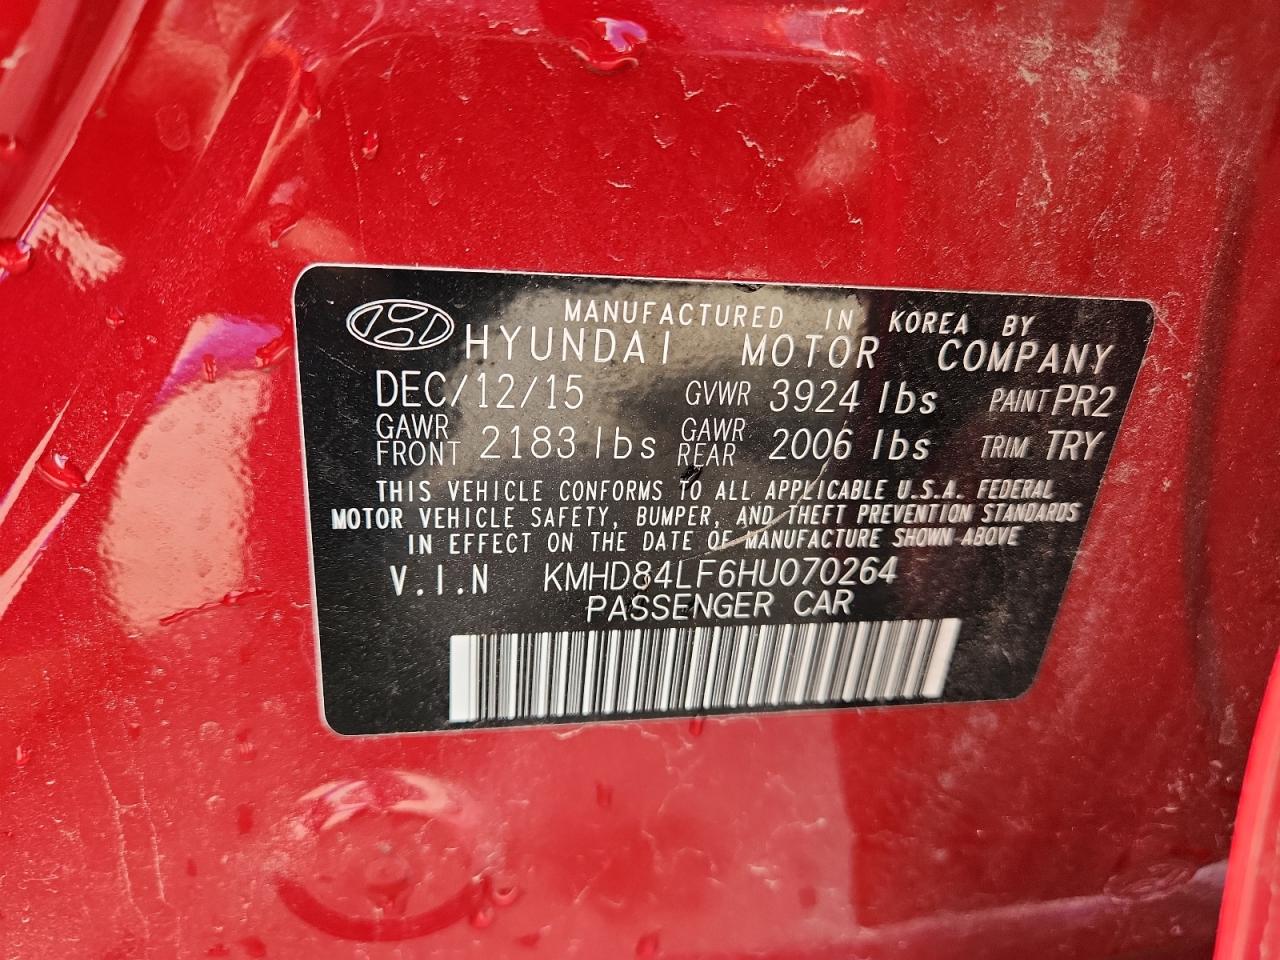 MANUFACTURED IN KOREA BY
HYUNDAI MOTOR COMPANY
DEC/12/15 GVWR 3924 lbs PAINT PR2
GAWR FRONT 2183 lbs GAWR REAR 2006 lbs TRIM TRY
THIS VEHICLE CONFORMS TO ALL APPLICABLE U.S.A. FEDERAL
MOTOR VEHICLE SAFETY, BUMPER, AND THEFT PREVENTION STANDARDS
IN EFFECT ON THE DATE OF MANUFACTURE SHOWN ABOVE
V.I.N KMHD84LF6HU070264
PASSENGER CAR